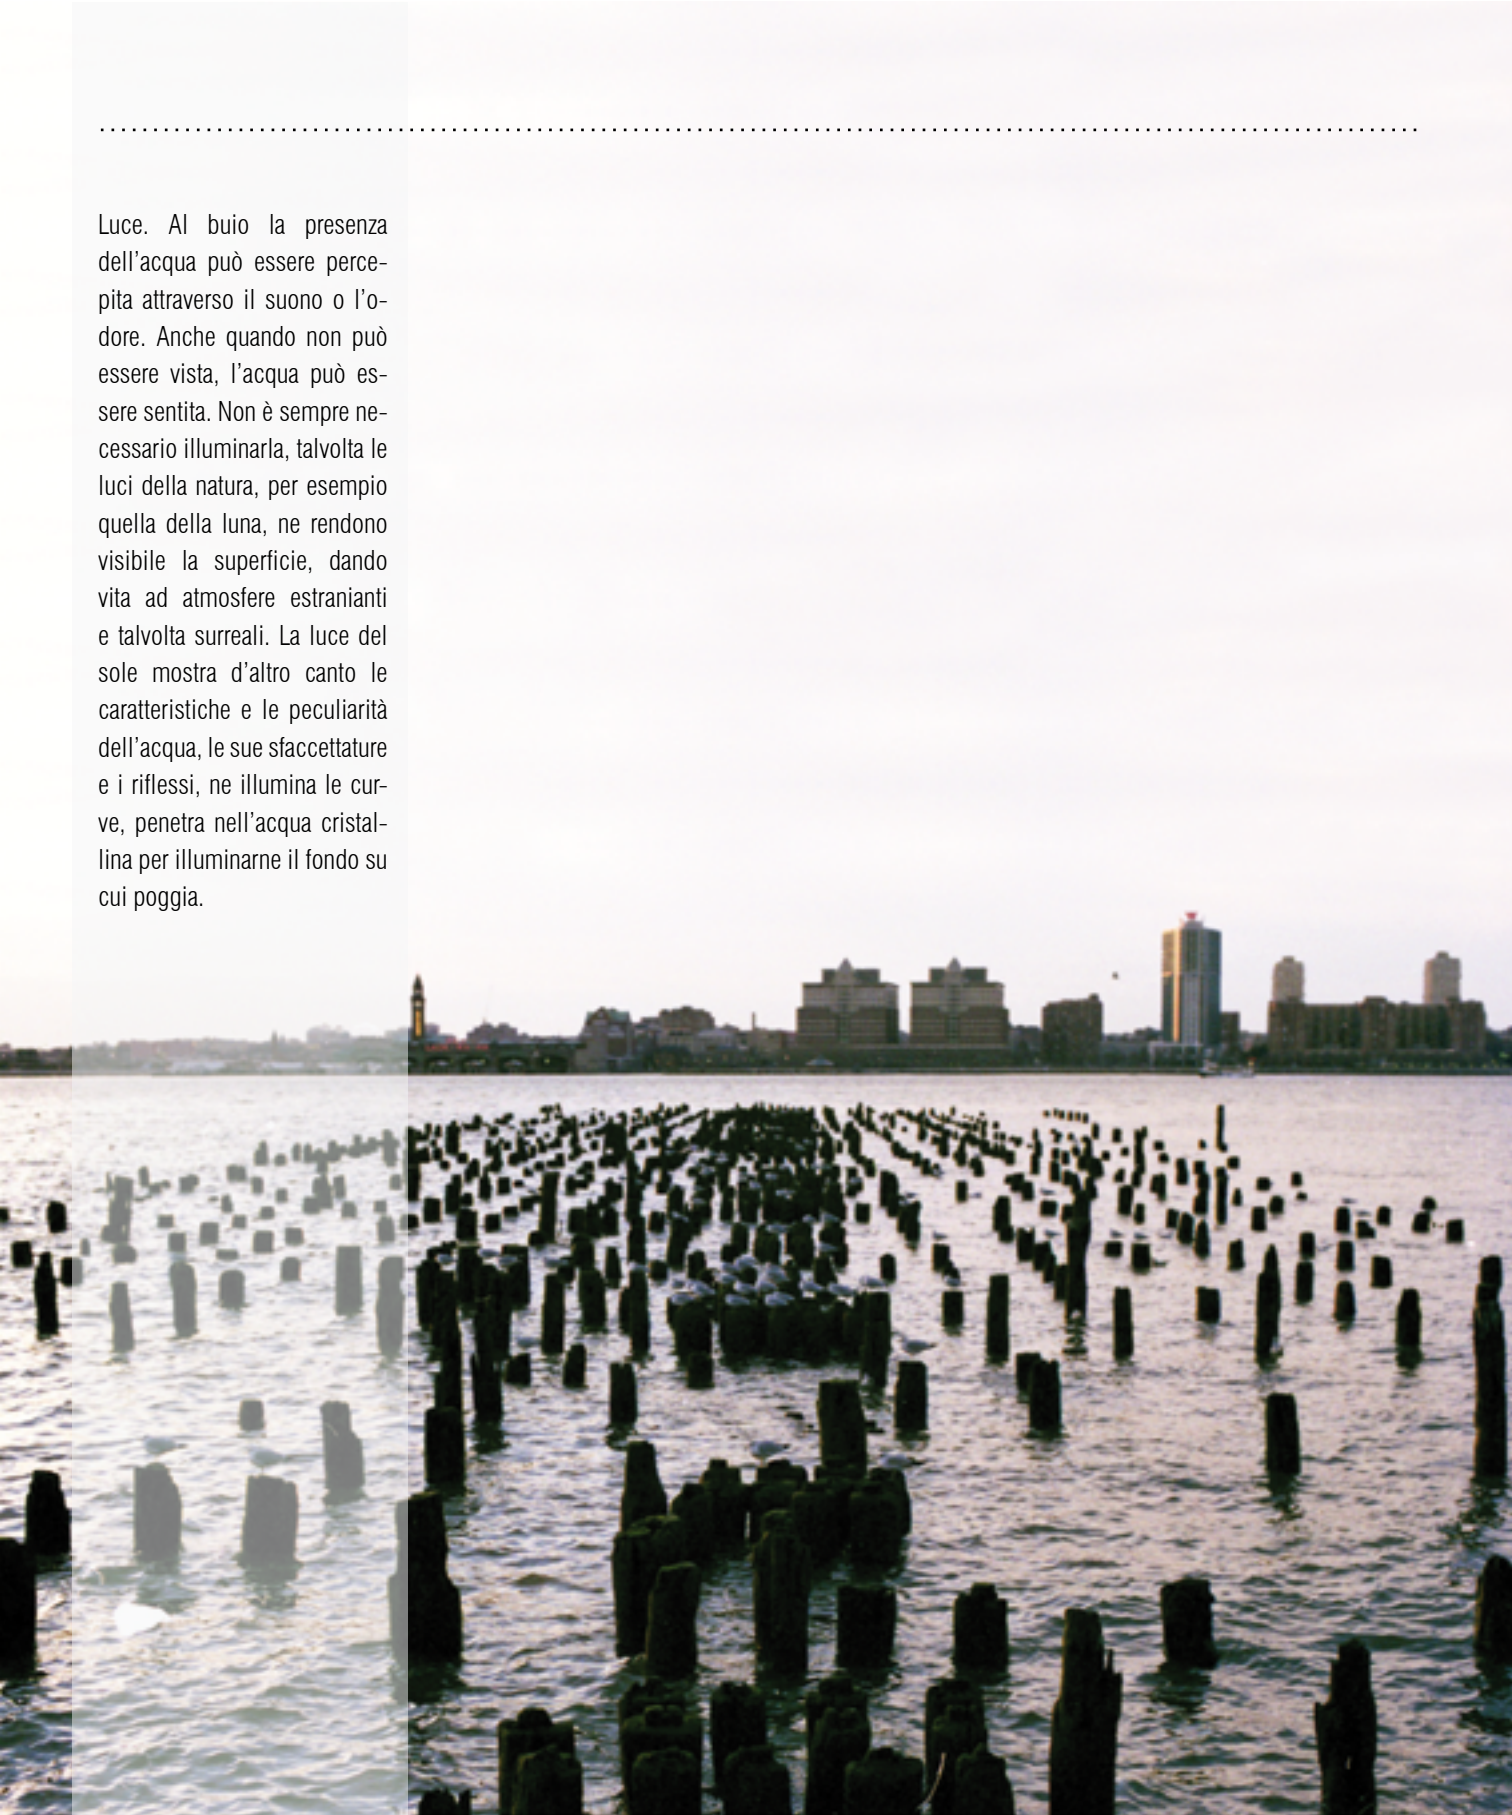 Luce. Al buio la presenza
dell’acqua può essere perce-
pita attraverso il suono o l’o-
dore. Anche quando non può
essere vista, l’acqua può es-
sere sentita. Non è sempre ne-
cessario illuminarla, talvolta le
luci della natura, per esempio
quella della luna, ne rendono
visibile la superficie, dando
vita ad atmosfere estranianti
e talvolta surreali. La luce del
sole mostra d’altro canto le
caratteristiche e le peculiarità
dell’acqua, le sue sfaccettature
e i riflessi, ne illumina le cur-
ve, penetra nell’acqua cristal-
lina per illuminarne il fondo su
cui poggia.